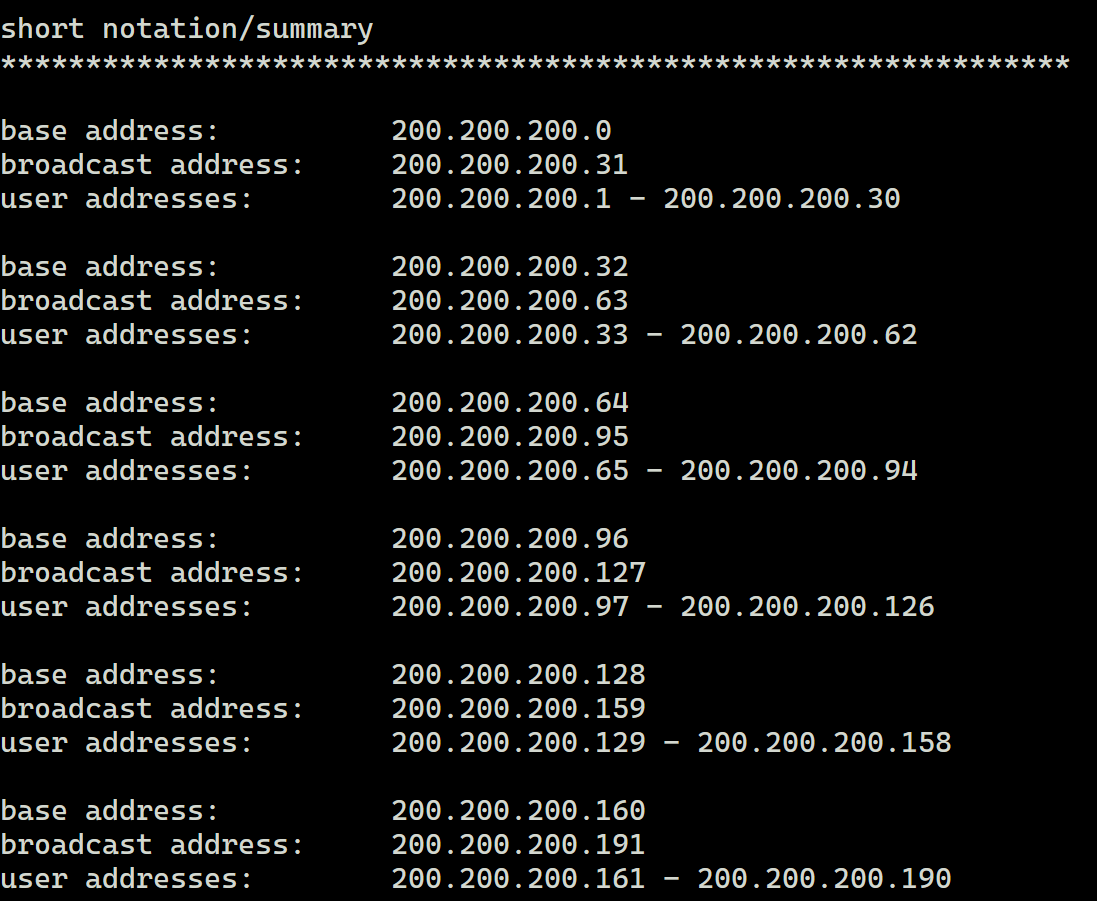 short notation/summary
***************************************************************
base address: 200.200.200.0
broadcast address: 200.200.200.31
user addresses: 200.200.200.1 - 200.200.200.30
base address: 200.200.200.32
broadcast address: 200.200.200.63
user addresses: 200.200.200.33 - 200.200.200.62
base address: 200.200.200.64
broadcast address: 200.200.200.95
user addresses: 200.200.200.65 - 200.200.200.94
base address: 200.200.200.96
broadcast address: 200.200.200.127
user addresses: 200.200.200.97 - 200.200.200.126
base address: 200.200.200.128
broadcast address: 200.200.200.159
user addresses: 200.200.200.129 - 200.200.200.158
base address: 200.200.200.160
broadcast address: 200.200.200.191
user addresses: 200.200.200.161 - 200.200.200.190